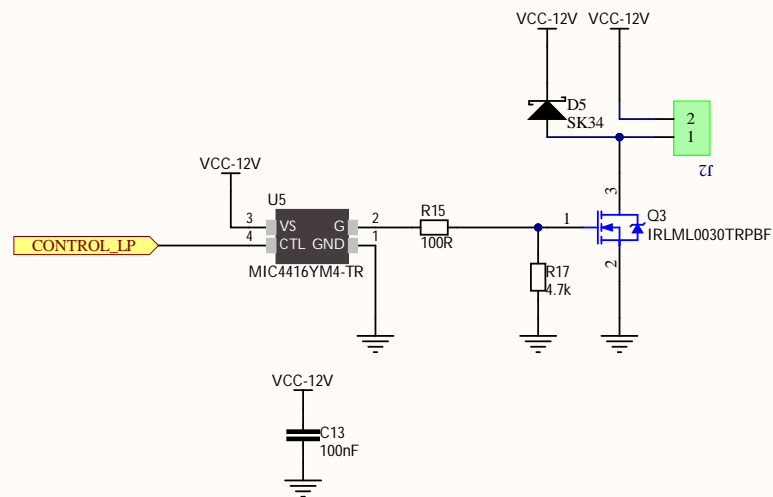 VCC-12V VCC-12V
D5
SK34
2
1
J2
VCC-12V
U5
3 VS G 2
4 CTL GND 1
MIC4416YM4-TR
CONTROL_LP
R15
100R
R17
4.7k
1
3
2
Q3
IRLML0030TRPBF
VCC-12V
C13
100nF